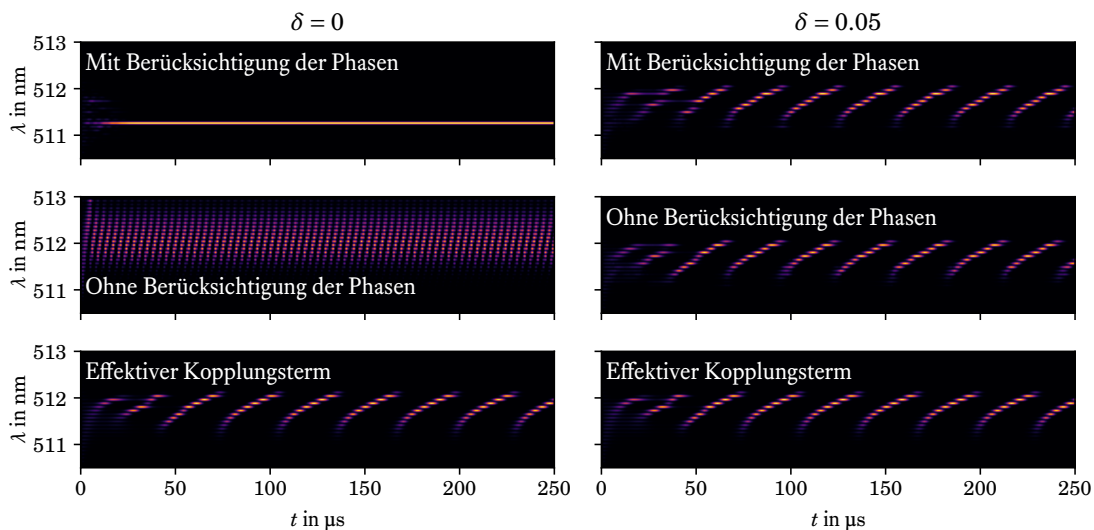 δ = 0
δ = 0.05
513
512
511
λ in nm
Mit Berücksichtigung der Phasen
Mit Berücksichtigung der Phasen
513
512
511
λ in nm
Ohne Berücksichtigung der Phasen
Ohne Berücksichtigung der Phasen
513
512
511
λ in nm
Effektiver Kopplungsterm
Effektiver Kopplungsterm
0 50 100 150 200 250
0 50 100 150 200 250
t in µs
t in µs